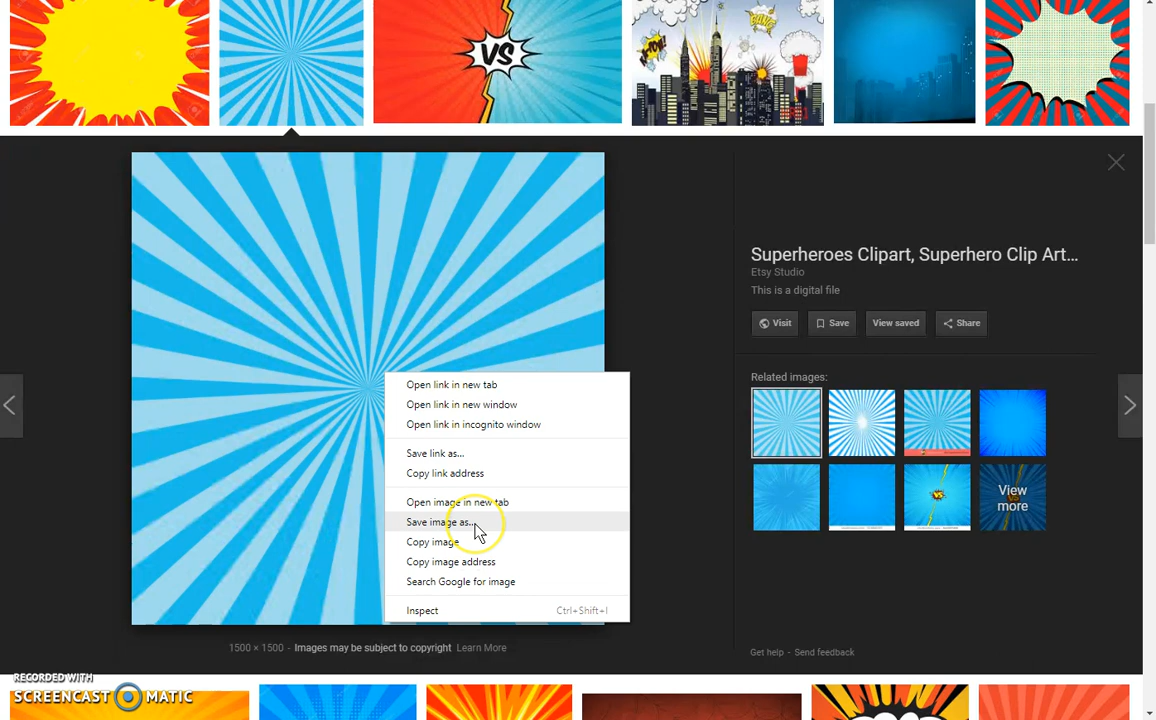 VS
POW!
BANG
Superheroes Clipart, Superhero Clip Art...
Etsy Studio
This is a digital file
Visit
Save
View saved
Share
Related images:
View
more
Open link in new tab
Open link in new window
Open link in incognito window
Save link as...
Copy link address
Open image in new tab
Save image as...
Copy image
Copy image address
Search Google for image
Inspect Ctrl+Shift+I
1500 × 1500 - Images may be subject to copyright Learn More
Get help - Send feedback
RECORDED WITH
SCREENCAST MATIC